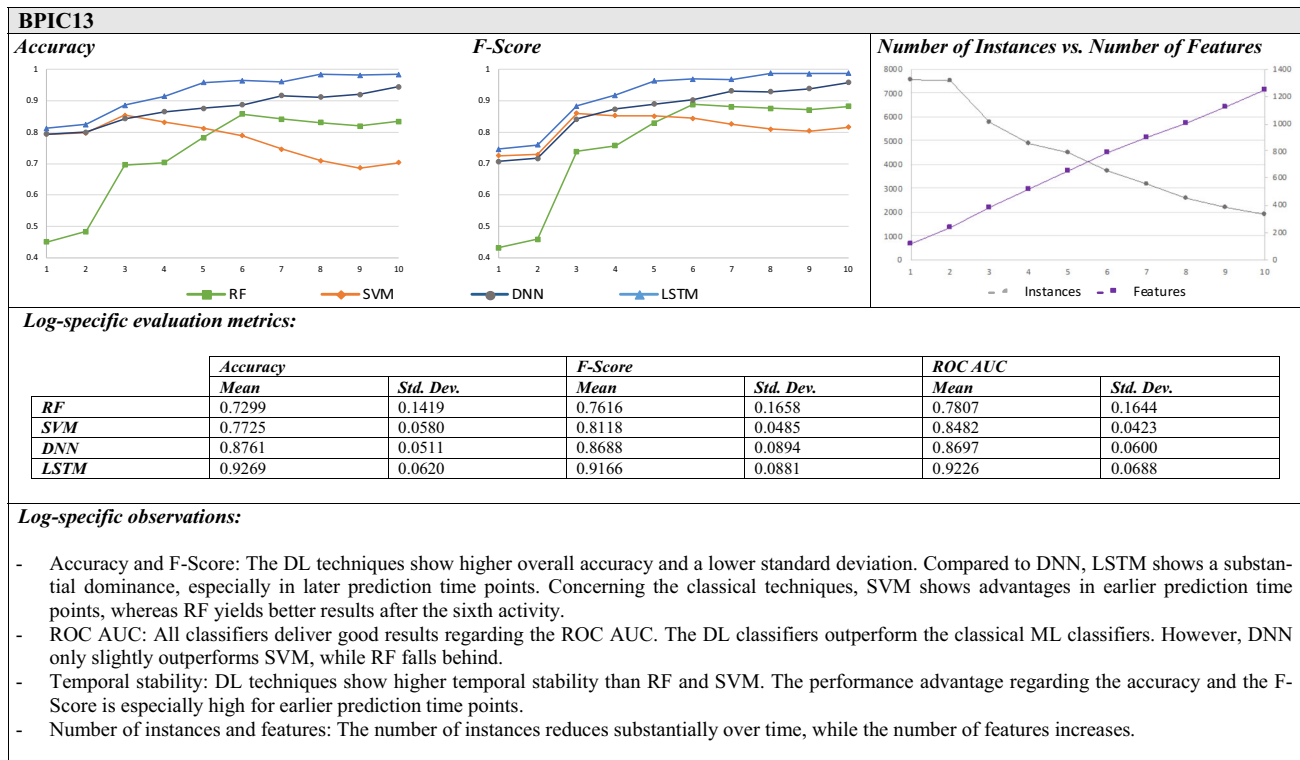 BPIC13
Accuracy
F-Score
Number of Instances vs. Number of Features
1
0.9
0.8
0.7
0.6
0.5
0.4
1 2 3 4 5 6 7 8 9 10
1
0.9
0.8
0.7
0.6
0.5
0.4
1 2 3 4 5 6 7 8 9 10
RF SVM DNN LSTM
8000
7000
6000
5000
4000
3000
2000
1000
0
1400
1200
1000
800
600
400
200
0
1 2 3 4 5 6 7 8 9 10
Instances Features
Log-specific evaluation metrics:
Accuracy F-Score ROC AUC
Mean Std. Dev. Mean Std. Dev. Mean Std. Dev.
RF 0.7299 0.1419 0.7616 0.1658 0.7807 0.1644
SVM 0.7725 0.0580 0.8118 0.0485 0.8482 0.0423
DNN 0.8761 0.0511 0.8688 0.0894 0.8697 0.0600
LSTM 0.9269 0.0620 0.9166 0.0881 0.9226 0.0688
Log-specific observations:
- Accuracy and F-Score: The DL techniques show higher overall accuracy and a lower standard deviation. Compared to DNN, LSTM shows a substan-
tial dominance, especially in later prediction time points. Concerning the classical techniques, SVM shows advantages in earlier prediction time
points, whereas RF yields better results after the sixth activity.
- ROC AUC: All classifiers deliver good results regarding the ROC AUC. The DL classifiers outperform the classical ML classifiers. However, DNN
only slightly outperforms SVM, while RF falls behind.
- Temporal stability: DL techniques show higher temporal stability than RF and SVM. The performance advantage regarding the accuracy and the F-
Score is especially high for earlier prediction time points.
- Number of instances and features: The number of instances reduces substantially over time, while the number of features increases.